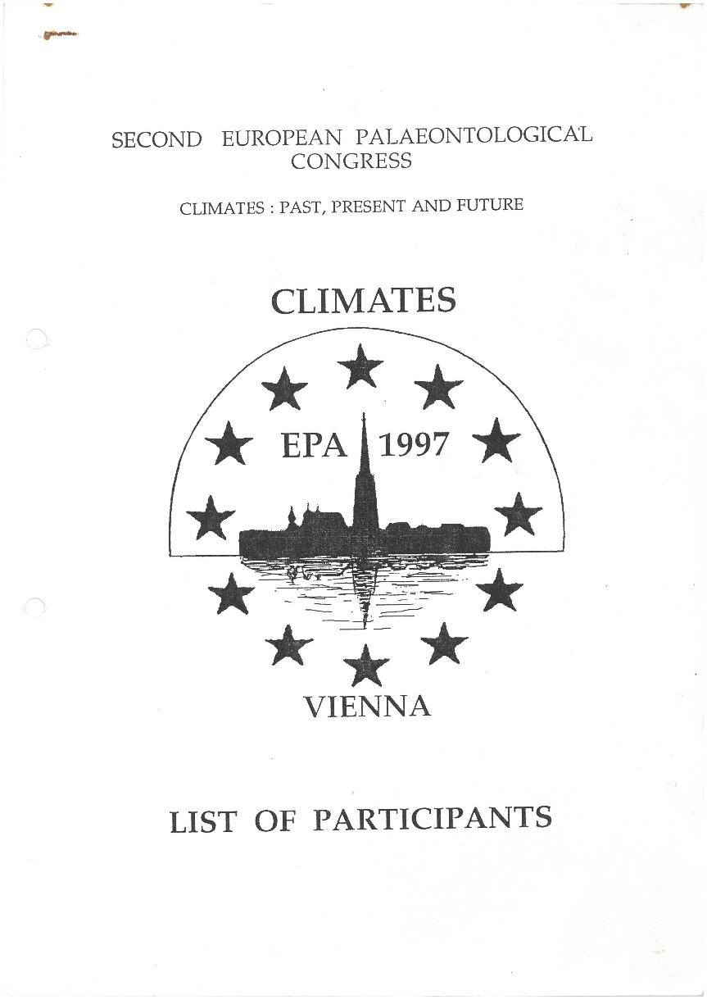 SECOND EUROPEAN PALAEONTOLOGICAL
CONGRESS
CLIMATES : PAST, PRESENT AND FUTURE
CLIMATES
EPA 1997
VIENNA
LIST OF PARTICIPANTS